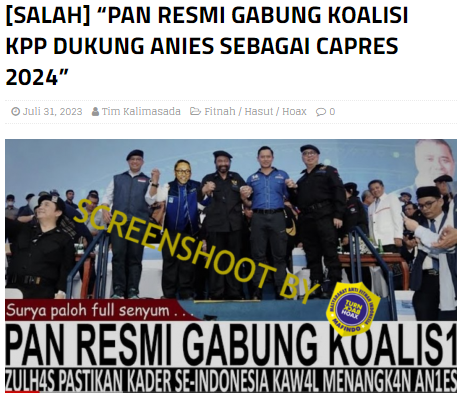 [SALAH] “PAN RESMI GABUNG KOALISI
KPP DUKUNG ANIES SEBAGAI CAPRES
2024”
Juli 31, 2023 Tim Kalimasada Fitnah / Hasut / Hoax 0
SCREENSHOOT BY
MASYARAKAT ANTI FITNAH INDONESIA
TURN
BACK
HOAX
MAFINDO
Surya paloh full senyum . . .
PAN RESMI GABUNG KOALIS1
ZULH4S PASTIKAN KADER SE-INDONESIA KAW4L MENANGK4N AN1ES